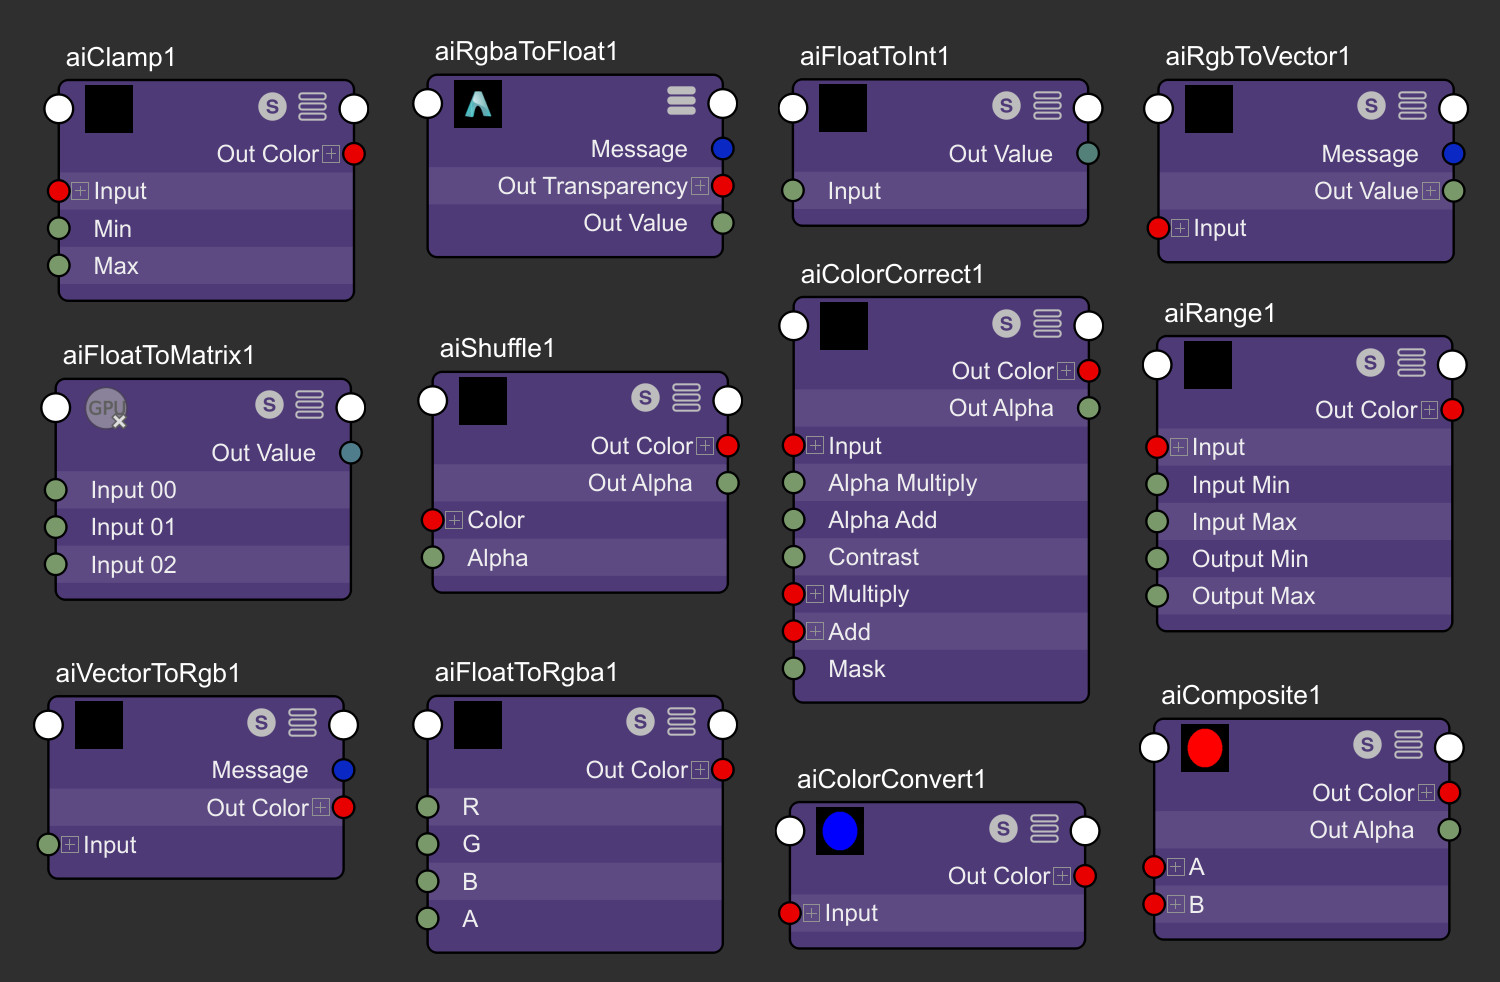 aiClamp1
S
Out Color
Input
Min
Max
aiRgbaToFloat1
Message
Out Transparency
Out Value
aiFloatToInt1
S
Out Value
Input
aiRgbToVector1
S
Message
Out Value
Input
aiFloatToMatrix1
GPU
S
Out Value
Input 00
Input 01
Input 02
aiShuffle1
S
Out Color
Out Alpha
Color
Alpha
aiColorCorrect1
S
Out Color
Out Alpha
Input
Alpha Multiply
Alpha Add
Contrast
Multiply
Add
Mask
aiRange1
S
Out Color
Input
Input Min
Input Max
Output Min
Output Max
aiVectorToRgb1
S
Message
Out Color
Input
aiFloatToRgba1
S
Out Color
R
G
B
A
aiColorConvert1
S
Out Color
Input
aiComposite1
S
Out Color
Out Alpha
A
B